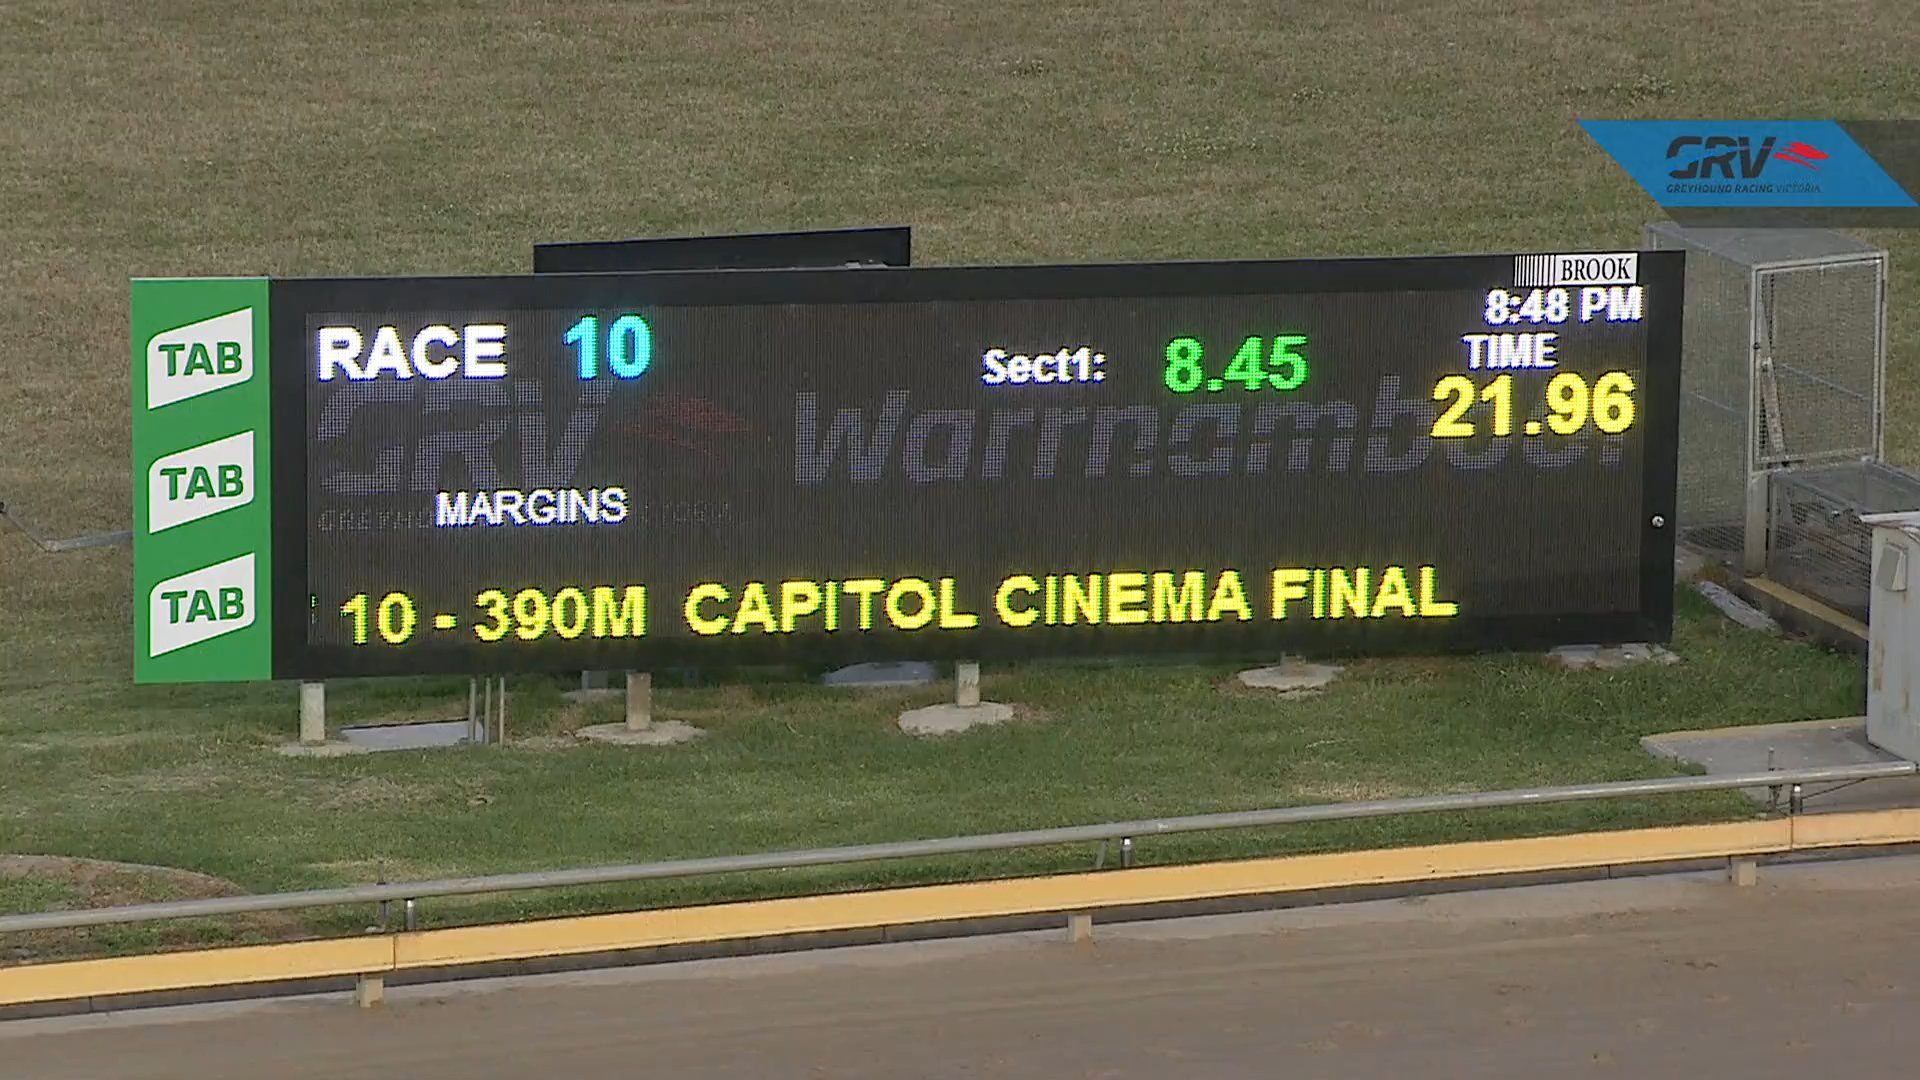 GRV
GREYHOUND RACING VICTORIA
BROOK
8:48 PM
TAB
RACE 10
Sect1: 8.45
TIME
21.96
GRV
Warrnambool
TAB
MARGINS
10 - 390M CAPITOL CINEMA FINAL
TAB